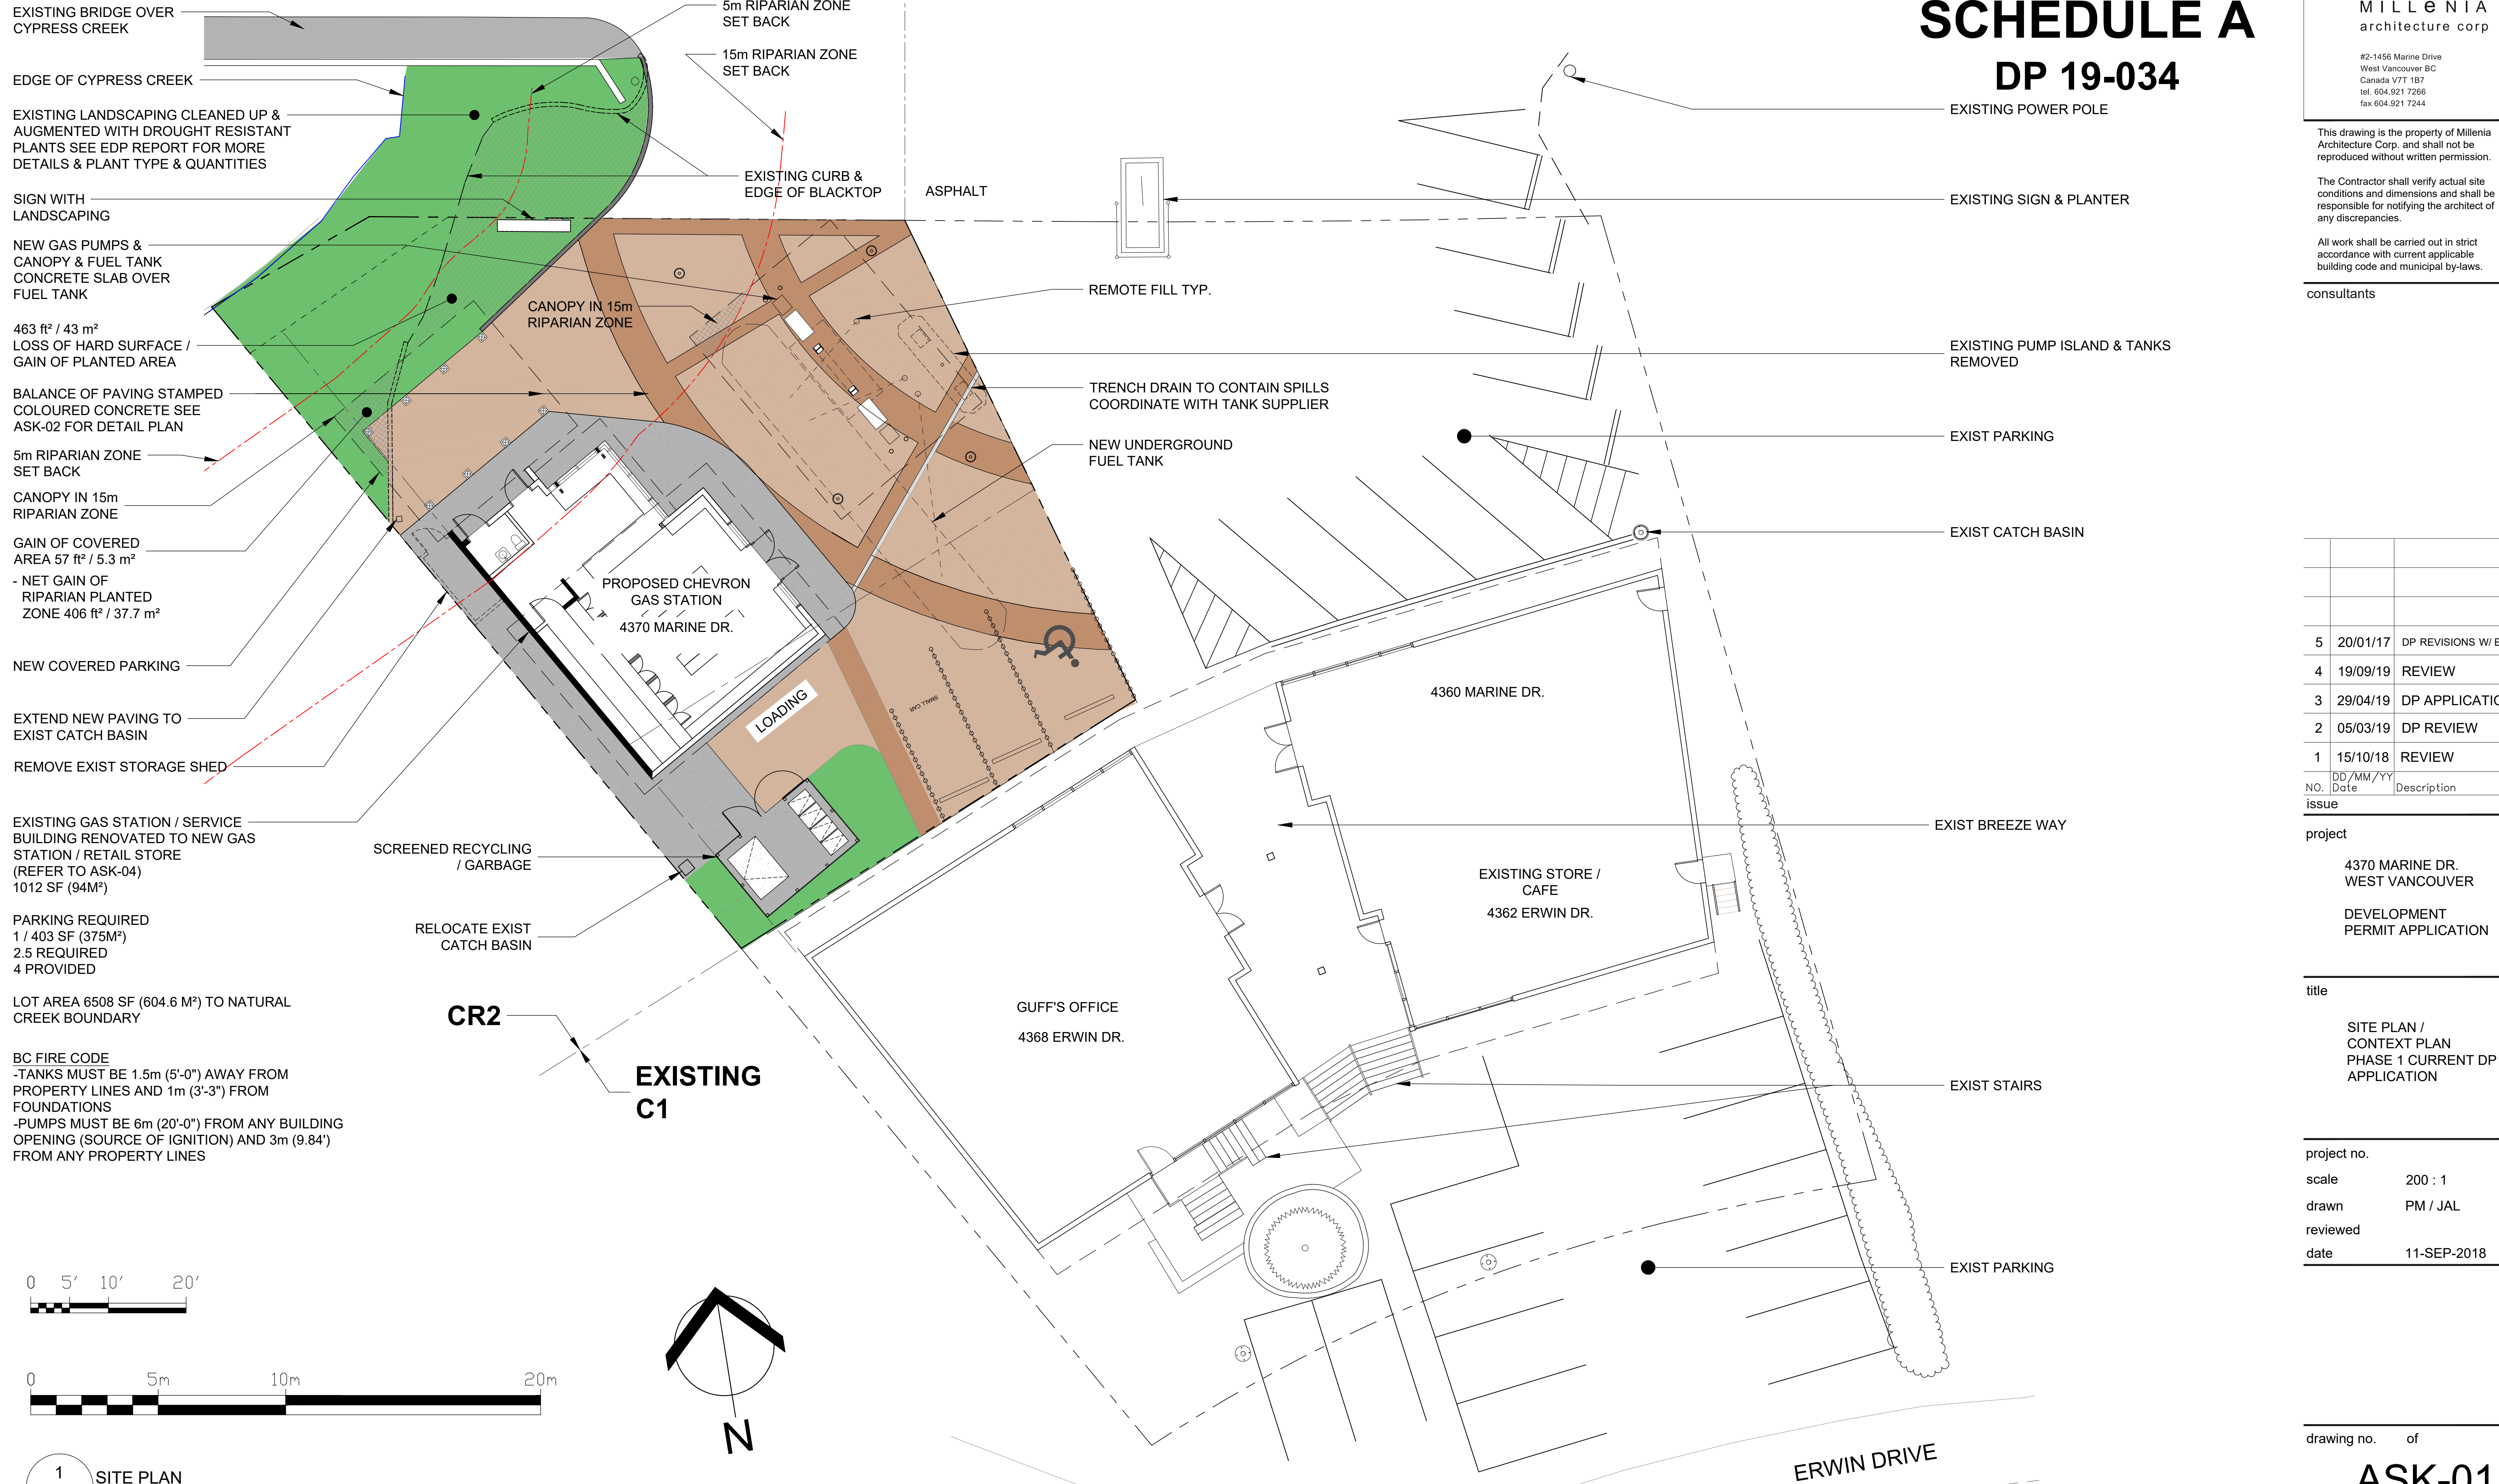 EXISTING BRIDGE OVER
CYPRESS CREEK
EDGE OF CYPRESS CREEK
EXISTING LANDSCAPING CLEANED UP &
AUGMENTED WITH DROUGHT RESISTANT
PLANTS SEE EDP REPORT FOR MORE
DETAILS & PLANT TYPE & QUANTITIES
SIGN WITH
LANDSCAPING
NEW GAS PUMPS &
CANOPY & FUEL TANK
CONCRETE SLAB OVER
FUEL TANK
463 ft² / 43 m²
LOSS OF HARD SURFACE /
GAIN OF PLANTED AREA
BALANCE OF PAVING STAMPED
COLOURED CONCRETE SEE
ASK-02 FOR DETAIL PLAN
5m RIPARIAN ZONE
SET BACK
CANOPY IN 15m
RIPARIAN ZONE
GAIN OF COVERED
AREA 57 ft² / 5.3 m²
- NET GAIN OF
RIPARIAN PLANTED
ZONE 406 ft² / 37.7 m²
NEW COVERED PARKING
EXTEND NEW PAVING TO
EXIST CATCH BASIN
REMOVE EXIST STORAGE SHED
EXISTING GAS STATION / SERVICE
BUILDING RENOVATED TO NEW GAS
STATION / RETAIL STORE
(REFER TO ASK-04)
1012 SF (94M²)
PARKING REQUIRED
1 / 403 SF (375M²)
2.5 REQUIRED
4 PROVIDED
LOT AREA 6508 SF (604.6 M²) TO NATURAL
CREEK BOUNDARY
BC FIRE CODE
-TANKS MUST BE 1.5m (5'-0") AWAY FROM
PROPERTY LINES AND 1m (3'-3") FROM
FOUNDATIONS
-PUMPS MUST BE 6m (20'-0") FROM ANY BUILDING
OPENING (SOURCE OF IGNITION) AND 3m (9.84')
FROM ANY PROPERTY LINES
0 5' 10' 20'
0 5m 10m 20m
1
SITE PLAN
5m RIPARIAN ZONE
SET BACK
15m RIPARIAN ZONE
SET BACK
EXISTING CURB &
EDGE OF BLACKTOP
ASPHALT
CANOPY IN 15m
RIPARIAN ZONE
REMOTE FILL TYP.
TRENCH DRAIN TO CONTAIN SPILLS
COORDINATE WITH TANK SUPPLIER
NEW UNDERGROUND
FUEL TANK
PROPOSED CHEVRON
GAS STATION
4370 MARINE DR.
SMALL CAR
LOADING
SCREENED RECYCLING
/ GARBAGE
RELOCATE EXIST
CATCH BASIN
CR2
EXISTING
C1
N
GUFF'S OFFICE
4368 ERWIN DR.
4360 MARINE DR.
EXISTING STORE /
CAFE
4362 ERWIN DR.
ERWIN DRIVE
SCHEDULE A
DP 19-034
EXISTING POWER POLE
EXISTING SIGN & PLANTER
EXISTING PUMP ISLAND & TANKS
REMOVED
EXIST PARKING
EXIST CATCH BASIN
EXIST BREEZE WAY
EXIST STAIRS
EXIST PARKING
MILLeNIA
architecture corp
#2-1456 Marine Drive
West Vancouver BC
Canada V7T 1B7
tel. 604.921 7266
fax 604.921 7244
This drawing is the property of Millenia
Architecture Corp. and shall not be
reproduced without written permission.
The Contractor shall verify actual site
conditions and dimensions and shall be
responsible for notifying the architect of
any discrepancies.
All work shall be carried out in strict
accordance with current applicable
building code and municipal by-laws.
consultants
5 20/01/17 DP REVISIONS W/
4 19/09/19 REVIEW
3 29/04/19 DP APPLICATIO
2 05/03/19 DP REVIEW
1 15/10/18 REVIEW
NO. DD/MM/YY Date Description
issue
project
4370 MARINE DR.
WEST VANCOUVER
DEVELOPMENT
PERMIT APPLICATION
title
SITE PLAN /
CONTEXT PLAN
PHASE 1 CURRENT DP
APPLICATION
project no.
scale 200 : 1
drawn PM / JAL
reviewed
date 11-SEP-2018
drawing no. of
ASK-01